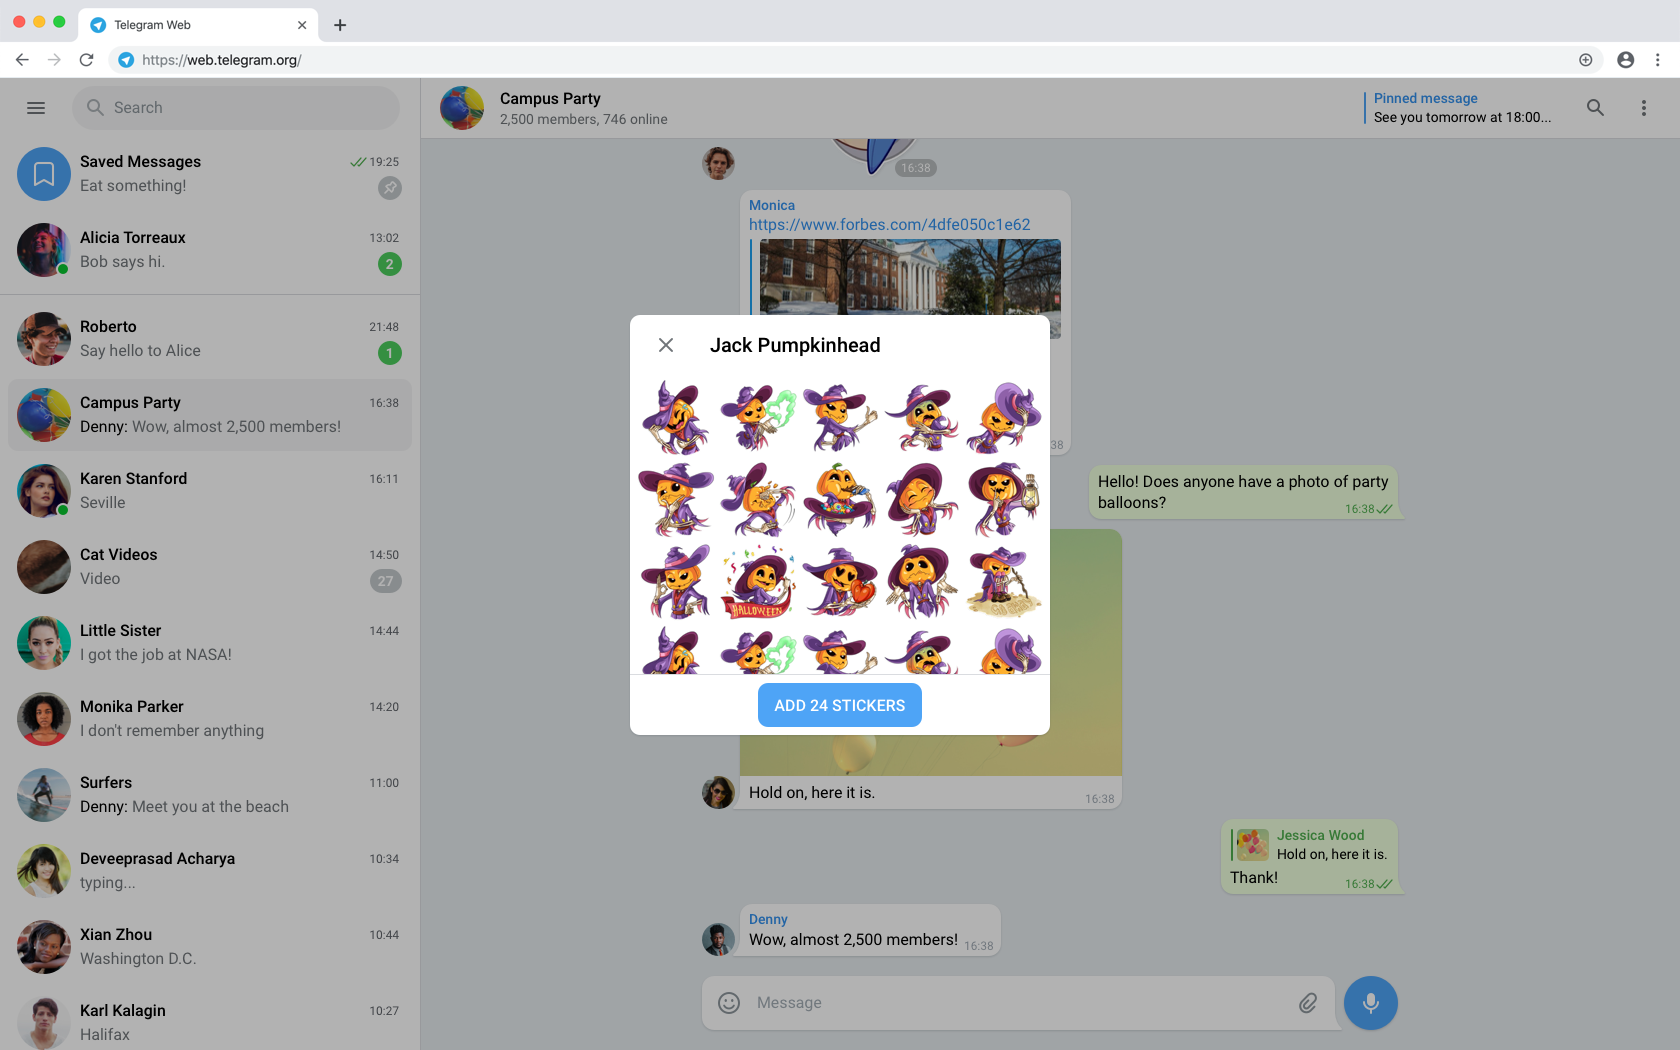 Telegram Web
https://web.telegram.org/
Search
Saved Messages
19:25
Eat something!
Alicia Torreaux
13:02
Bob says hi.
2
Roberto
21:48
Say hello to Alice
1
Campus Party
16:38
Denny: Wow, almost 2,500 members!
Karen Stanford
16:11
Seville
Cat Videos
14:50
Video
27
Little Sister
14:44
I got the job at NASA!
Monika Parker
14:20
I don't remember anything
Surfers
11:00
Denny: Meet you at the beach
Deveeprasad Acharya
10:34
typing...
Xian Zhou
10:44
Washington D.C.
Karl Kalagin
10:27
Halifax
Campus Party
2,500 members, 746 online
Pinned message
See you tomorrow at 18:00...
16:38
Monica
https://www.forbes.com/4dfe050c1e62
38
Hello! Does anyone have a photo of party
balloons?
16:38
Jack Pumpkinhead
HALLOWEEN
ADD 24 STICKERS
Hold on, here it is.
16:38
Jessica Wood
Hold on, here it is.
Thank!
16:38
Denny
Wow, almost 2,500 members!
16:38
Message